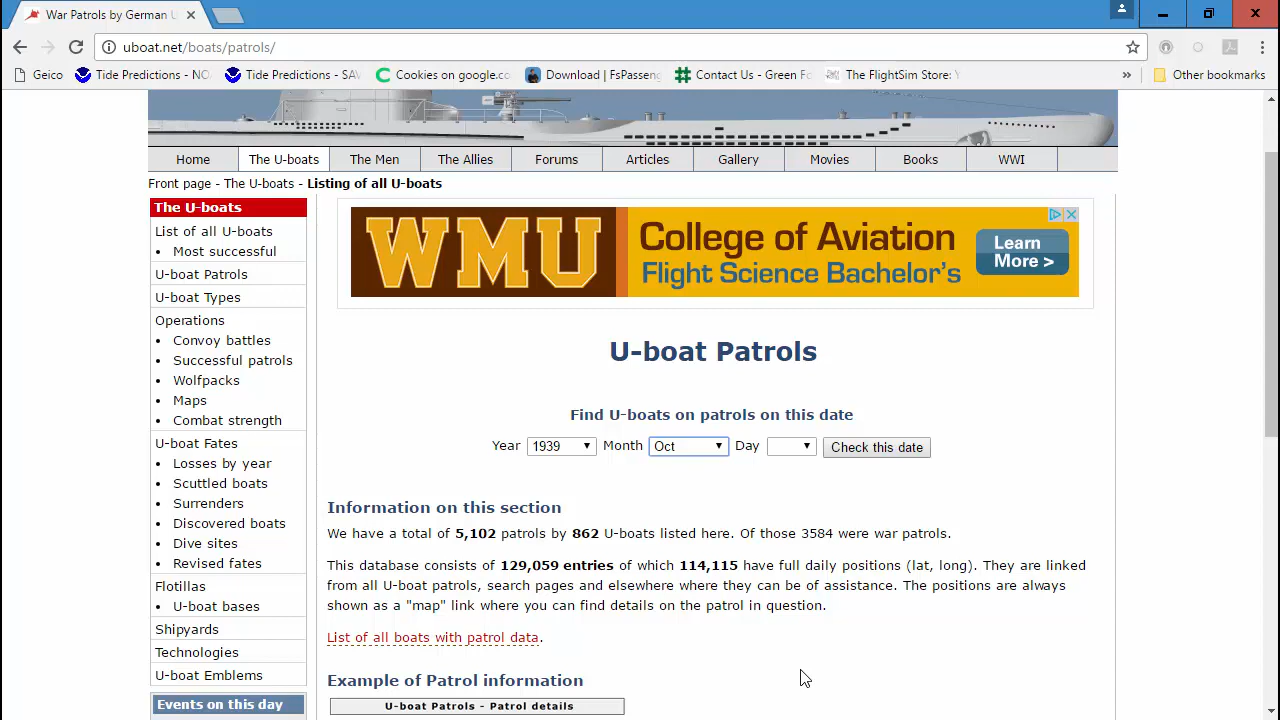 War Patrols by German U
uboat.net/boats/patrols/
Geico
Tide Predictions - NO
Tide Predictions - SAV
Cookies on google.co
Download | FsPasseng
Contact Us - Green Fo
The FlightSim Store:
»
Other bookmarks
Home
The U-boats
The Men
The Allies
Forums
Articles
Gallery
Movies
Books
WWI
Front page - The U-boats - Listing of all U-boats
The U-boats
List of all U-boats
• Most successful
U-boat Patrols
U-boat Types
Operations
• Convoy battles
• Successful patrols
• Wolfpacks
• Maps
• Combat strength
U-boat Fates
• Losses by year
• Scuttled boats
• Surrenders
• Discovered boats
• Dive sites
• Revised fates
Flotillas
• U-boat bases
Shipyards
Technologies
U-boat Emblems
Events on this day
WMU
College of Aviation
Flight Science Bachelor's
Learn
More >
U-boat Patrols
Find U-boats on patrols on this date
Year 1939 Month Oct Day Check this date
Information on this section
We have a total of 5,102 patrols by 862 U-boats listed here. Of those 3584 were war patrols.
This database consists of 129,059 entries of which 114,115 have full daily positions (lat, long). They are linked
from all U-boat patrols, search pages and elsewhere where they can be of assistance. The positions are always
shown as a "map" link where you can find details on the patrol in question.
List of all boats with patrol data.
Example of Patrol information
U-boat Patrols - Patrol details